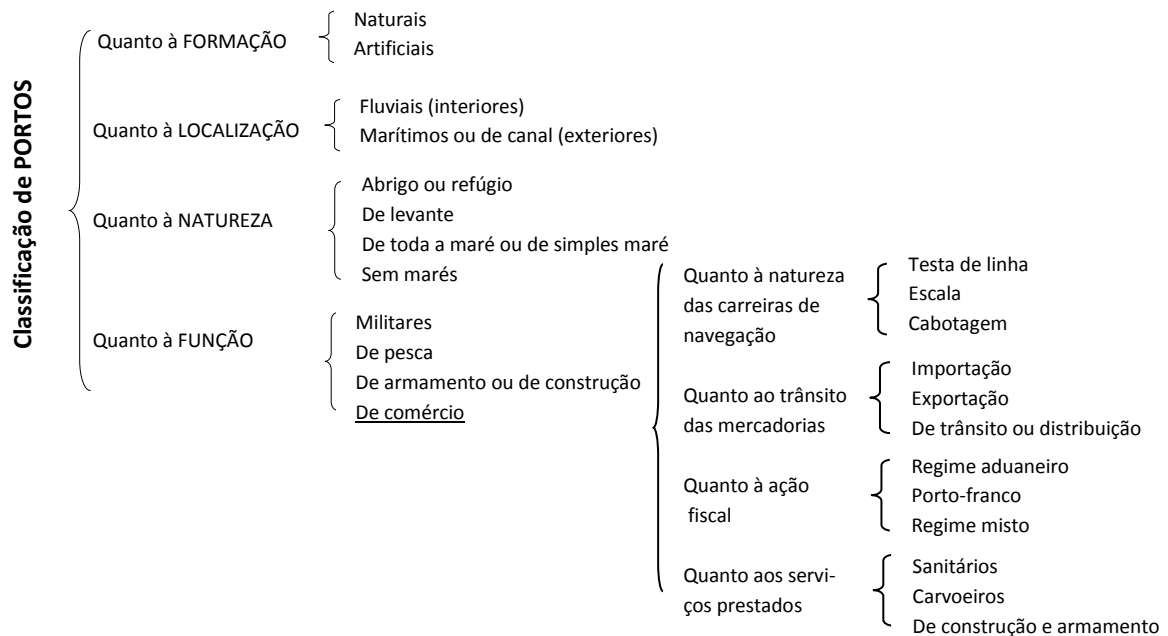 Classificação de PORTOS
Quanto à FORMAÇÃO
Naturais
Artificiais
Quanto à LOCALIZAÇÃO
Fluviais (interiores)
Marítimos ou de canal (exteriores)
Quanto à NATUREZA
Abrigo ou refúgio
De levante
De toda a maré ou de simples maré
Sem marés
Quanto à FUNÇÃO
Militares
De pesca
De armamento ou de construção
De comércio
Quanto à natureza
das carreiras de
navegação
Testa de linha
Escala
Cabotagem
Quanto ao trânsito
das mercadorias
Importação
Exportação
De trânsito ou distribuição
Quanto à ação
fiscal
Regime aduaneiro
Porto-franco
Regime misto
Quanto aos servi-
ços prestados
Sanitários
Carvoeiros
De construção e armamento